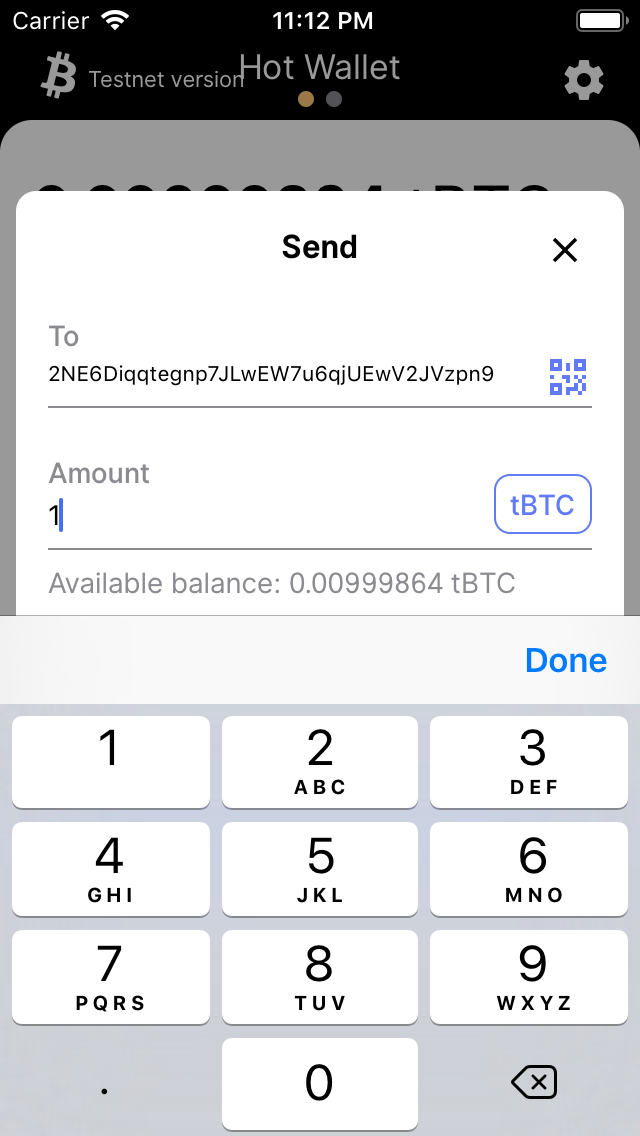 Carrier 11:12 PM
Testnet version Hot Wallet
Send
To
2NE6Diqqtegnp7JLwEW7u6qjUEwV2JVzpn9
Amount
1
tBTC
Available balance: 0.00999864 tBTC
Done
1 2 3
ABC DEF
4 5 6
GHI JKL MNO
7 8 9
PQRS TUV WXYZ
. 0